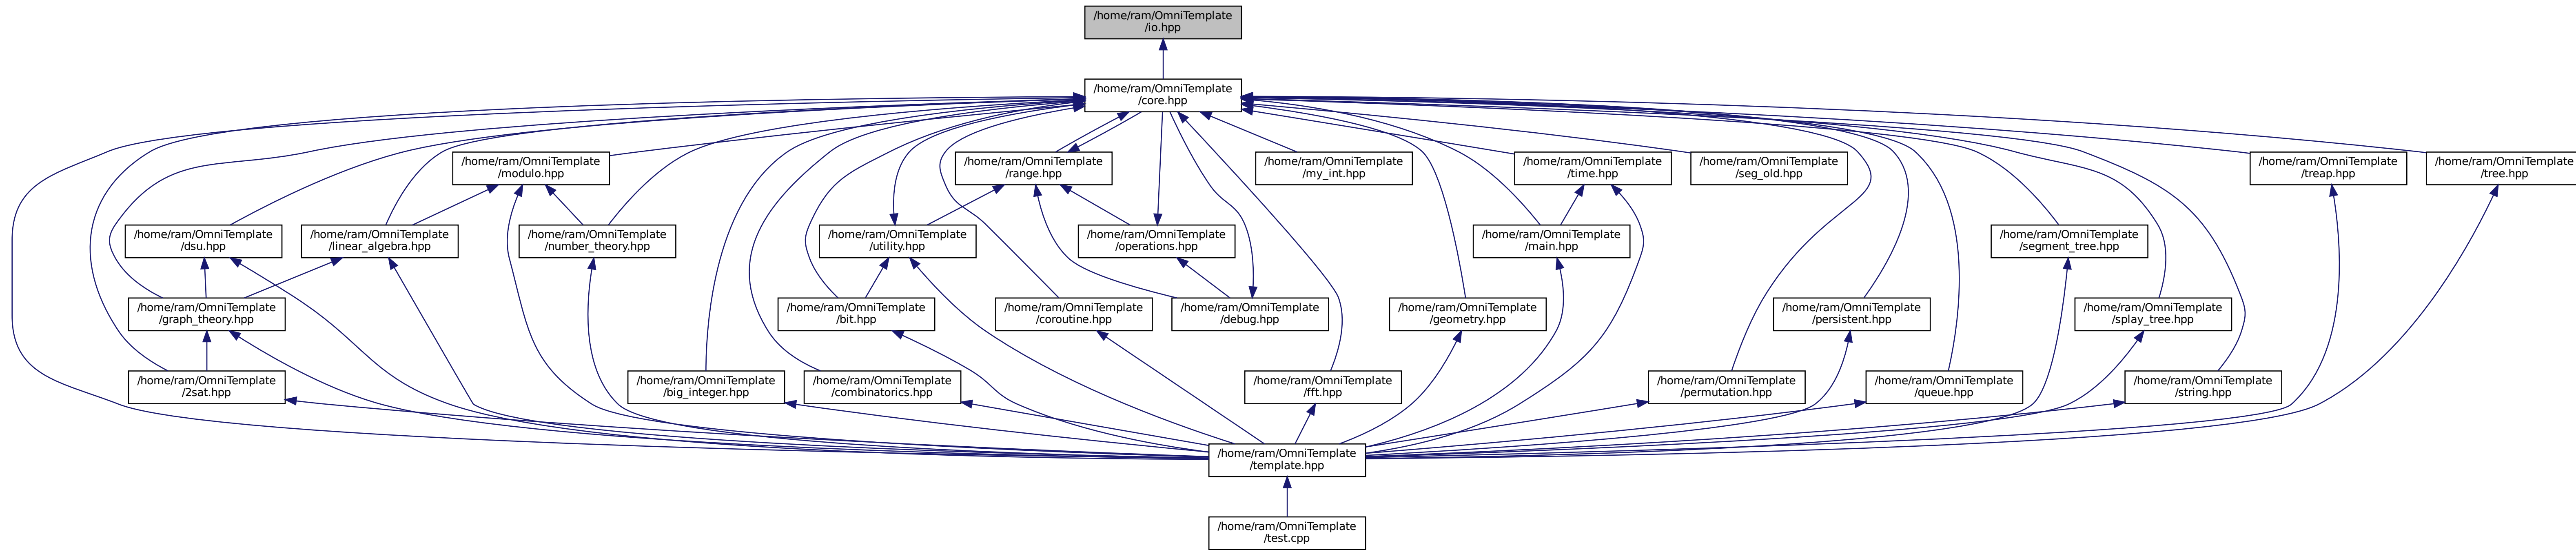 /home/ram/OmniTemplate
/io.hpp
/home/ram/OmniTemplate
/core.hpp
/home/ram/OmniTemplate
/modulo.hpp
/home/ram/OmniTemplate
/range.hpp
/home/ram/OmniTemplate
/my_int.hpp
/home/ram/OmniTemplate
/time.hpp
/home/ram/OmniTemplate
/seg_old.hpp
/home/ram/OmniTemplate
/treap.hpp
/home/ram/OmniTemplate
/tree.hpp
/home/ram/OmniTemplate
/dsu.hpp
/home/ram/OmniTemplate
/linear_algebra.hpp
/home/ram/OmniTemplate
/number_theory.hpp
/home/ram/OmniTemplate
/utility.hpp
/home/ram/OmniTemplate
/operations.hpp
/home/ram/OmniTemplate
/main.hpp
/home/ram/OmniTemplate
/segment_tree.hpp
/home/ram/OmniTemplate
/graph_theory.hpp
/home/ram/OmniTemplate
/bit.hpp
/home/ram/OmniTemplate
/coroutine.hpp
/home/ram/OmniTemplate
/debug.hpp
/home/ram/OmniTemplate
/geometry.hpp
/home/ram/OmniTemplate
/persistent.hpp
/home/ram/OmniTemplate
/splay_tree.hpp
/home/ram/OmniTemplate
/2sat.hpp
/home/ram/OmniTemplate
/big_integer.hpp
/home/ram/OmniTemplate
/combinatorics.hpp
/home/ram/OmniTemplate
/fft.hpp
/home/ram/OmniTemplate
/permutation.hpp
/home/ram/OmniTemplate
/queue.hpp
/home/ram/OmniTemplate
/string.hpp
/home/ram/OmniTemplate
/template.hpp
/home/ram/OmniTemplate
/test.cpp